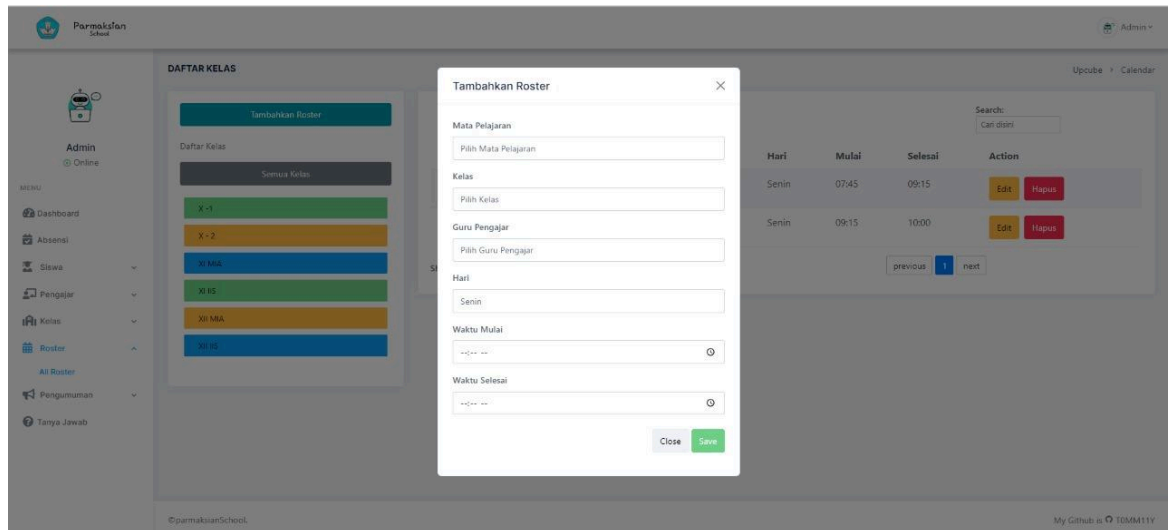 Parmaksian
School
Admin
DAFTAR KELAS
Upcube
Calendar
Admin
Online
MENU
Dashboard
Absensi
Siswa
Pengajar
Kelas
Roster
All Roster
Pengumuman
Tanya Jawab
Tambahkan Roster
Daftar Kelas
Semua Kelas
X -1
X - 2
XI MIA
XI IIS
XII MIA
XII IIS
Tambahkan Roster
Mata Pelajaran
Pilih Mata Pelajaran
Kelas
Pilih Kelas
Guru Pengajar
Pilih Guru Pengajar
Hari
Senin
Waktu Mulai
--:-- --
Waktu Selesai
--:-- --
Close Save
Search:
Cari disini
Hari Mulai Selesai Action
Senin 07:45 09:15 Edit Hapus
Senin 09:15 10:00 Edit Hapus
previous 1 next
©parmaksianSchool.
My Github is T0MM11Y